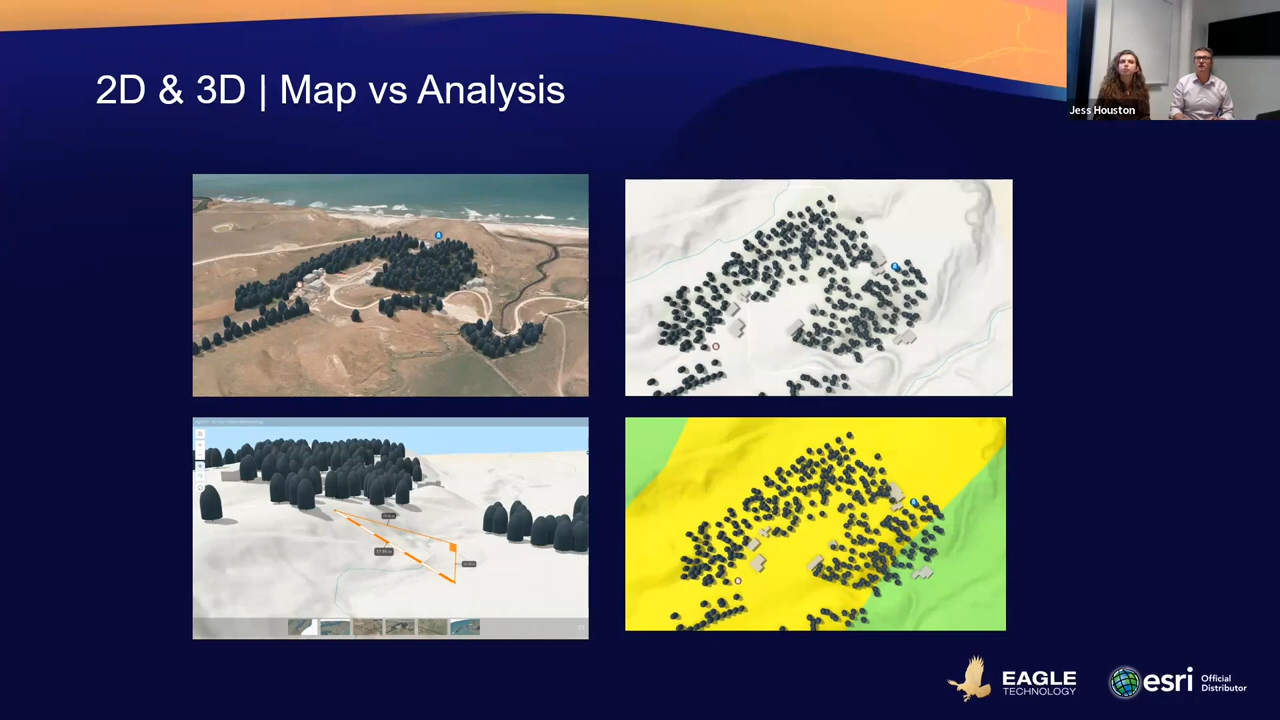 2D & 3D | Map vs Analysis
Jess Houston
EAGLE
TECHNOLOGY
esri
Official
Distributor